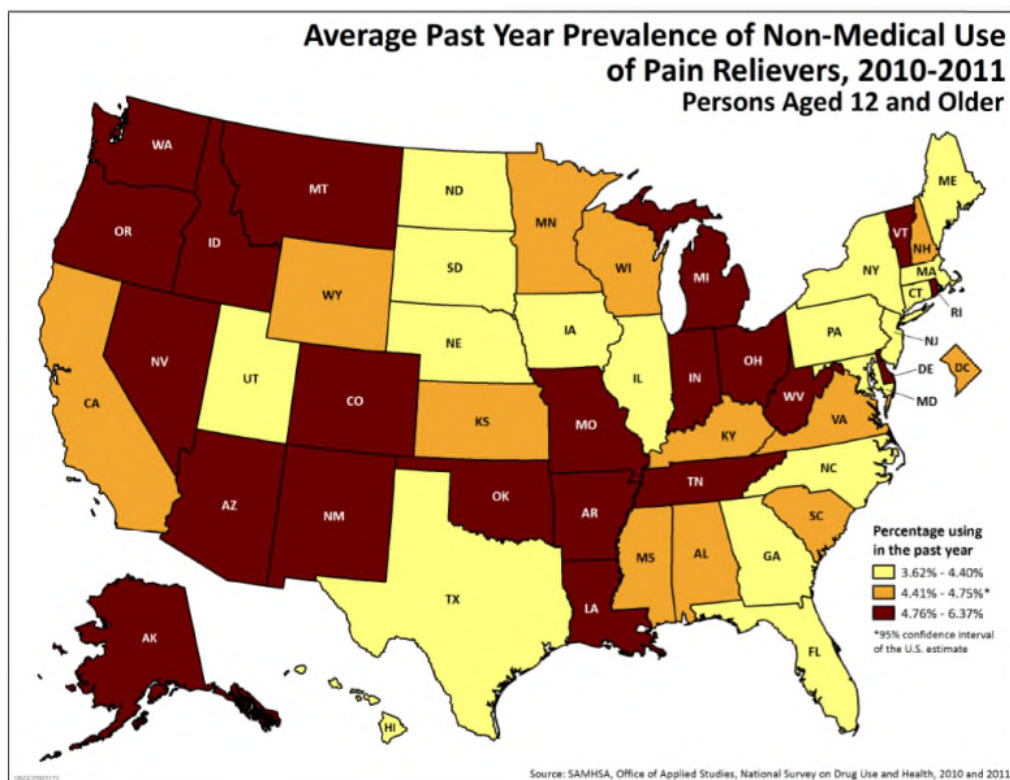 Average Past Year Prevalence of Non-Medical Use
of Pain Relievers, 2010-2011
Persons Aged 12 and Older
WA
MT
ND
MN
ME
OR
ID
SD
WI
MI
VT
NH
NY
MA
CT
RI
WY
IA
PA
NJ
NE
NV
UT
CO
IL
IN
OH
DE
DC
MD
WV
VA
CA
KS
MO
KY
NC
TN
AZ
NM
OK
AR
SC
MS
AL
GA
TX
LA
FL
AK
HI
Percentage using
in the past year
3.62% - 4.40%
4.41% - 4.75%*
4.76% - 6.37%
*95% confidence interval
of the U.S. estimate
Source: SAMHSA, Office of Applied Studies, National Survey on Drug Use and Health, 2010 and 2011